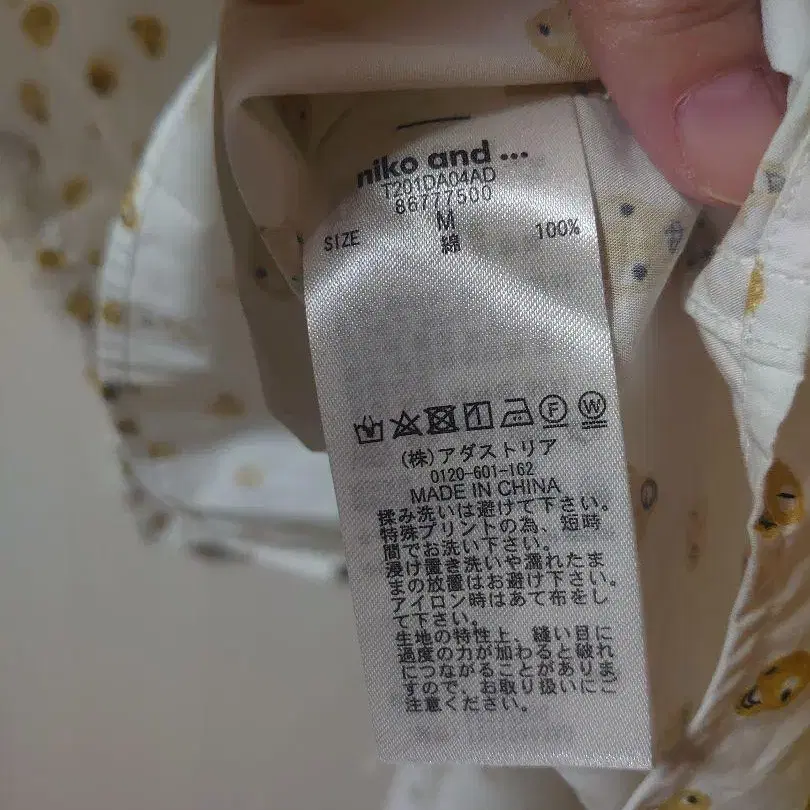 niko and ...
T201DA04AD
86777500
SIZE M
綿 100%
F W
(株)アダストリア
0120-601-162
MADE IN CHINA
揉み洗いは避けて下さい。
特殊プリントの為、短時
間でお洗い下さい。
浸け置き洗いや濡れたま
まの放置はお避け下さい。
アイロン時はあて布をし
て下さい。
生地の特性上、縫い目に
過度の力が加わると破れ
につながることがありま
すので、お取り扱いにご
注意ください。